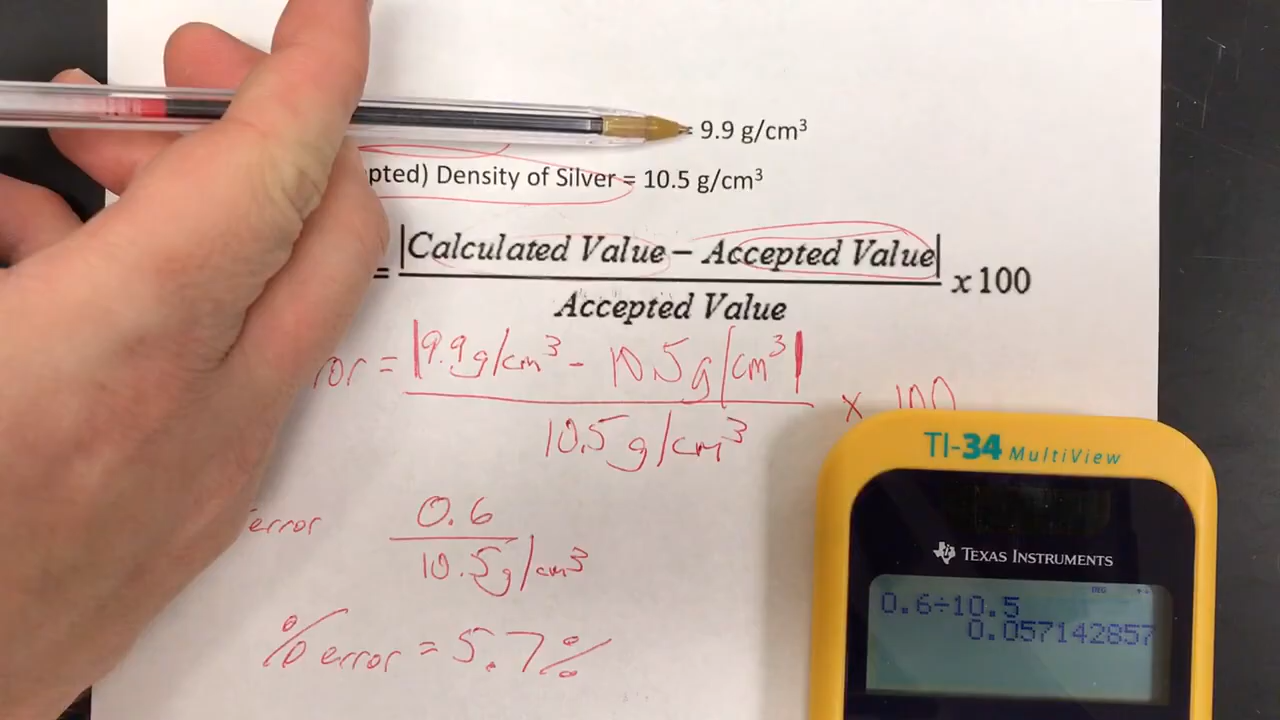 = 9.9 g/cm³
pted) Density of Silver = 10.5 g/cm³
= |Calculated Value – Accepted Value| / Accepted Value x 100
ror = |9.9 g/cm³ - 10.5 g/cm³| / 10.5 g/cm³ x 100
error 0.6 / 10.5 g/cm³
% error = 5.7%
TI-34 MultiView
TEXAS INSTRUMENTS
DEG
0.6÷10.5
0.057142857